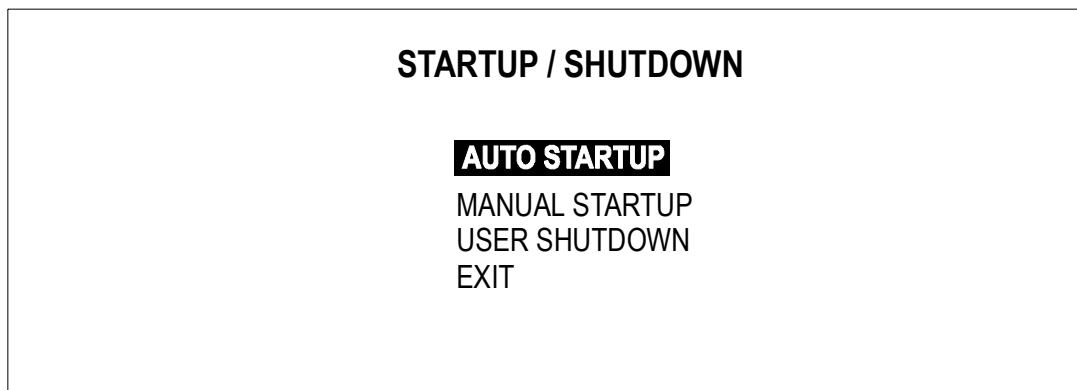 STARTUP / SHUTDOWN
AUTO STARTUP
MANUAL STARTUP
USER SHUTDOWN
EXIT